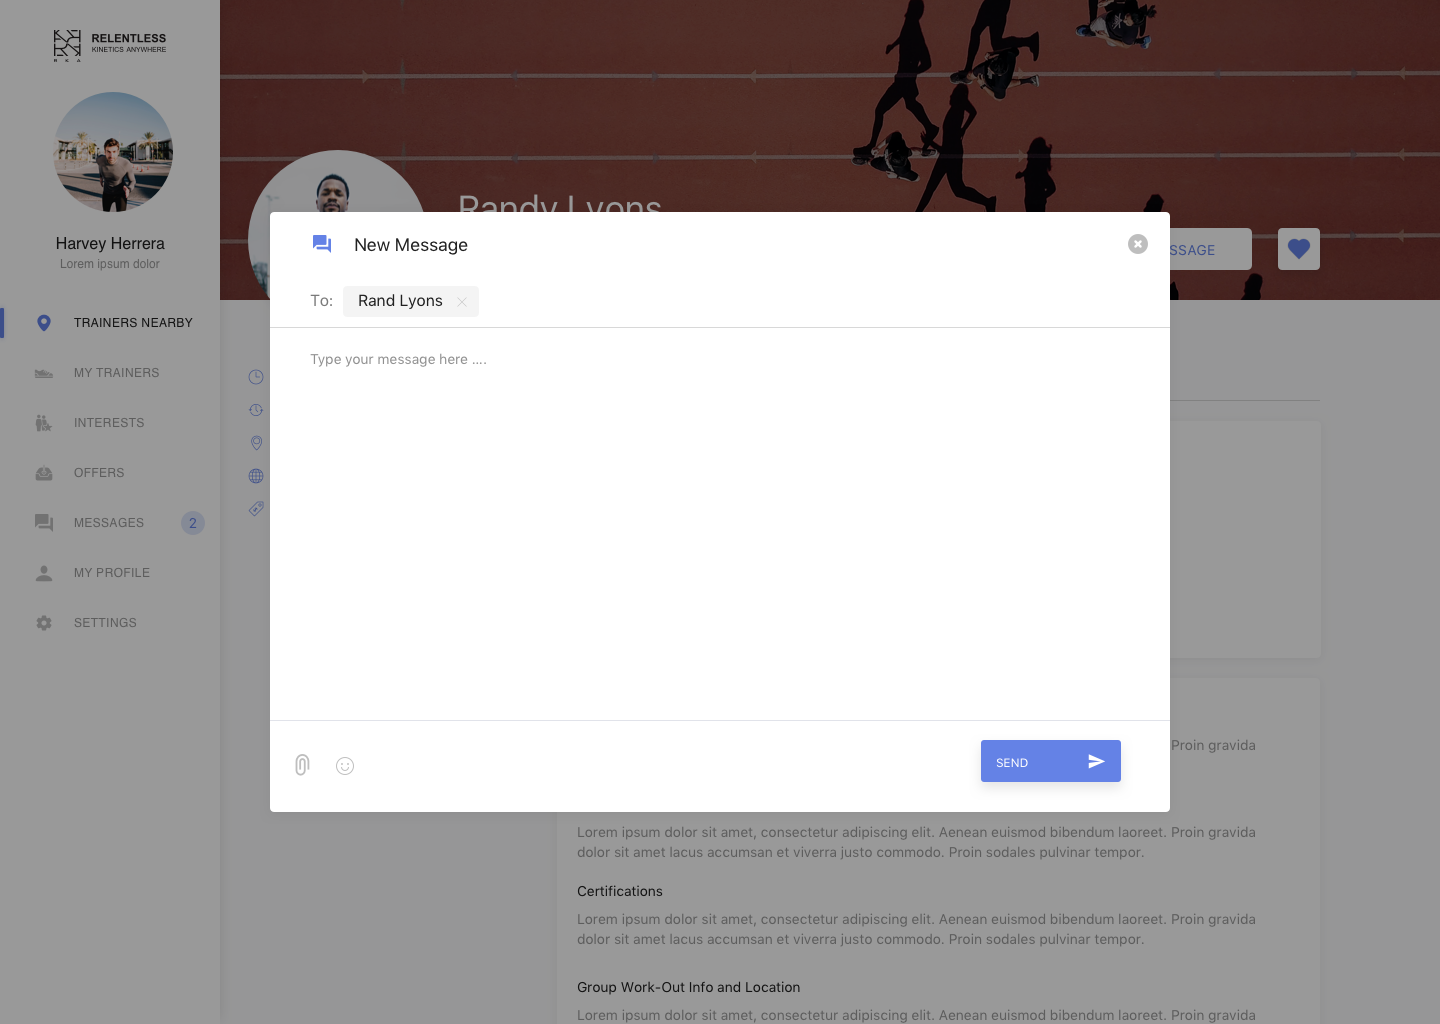 RELENTLESS
KINETICS ANYWHERE
R K A
Harvey Herrera
Lorem ipsum dolor
TRAINERS NEARBY
MY TRAINERS
INTERESTS
OFFERS
MESSAGES
2
MY PROFILE
SETTINGS
Randy Lyons
SSAGE
New Message
To:
Rand Lyons
Type your message here ....
SEND
Proin gravida
Lorem ipsum dolor sit amet, consectetur adipiscing elit. Aenean euismod bibendum laoreet. Proin gravida
dolor sit amet lacus accumsan et viverra justo commodo. Proin sodales pulvinar tempor.
Certifications
Lorem ipsum dolor sit amet, consectetur adipiscing elit. Aenean euismod bibendum laoreet. Proin gravida
dolor sit amet lacus accumsan et viverra justo commodo. Proin sodales pulvinar tempor.
Group Work-Out Info and Location
Lorem ipsum dolor sit amet, consectetur adipiscing elit. Aenean euismod bibendum laoreet. Proin gravida